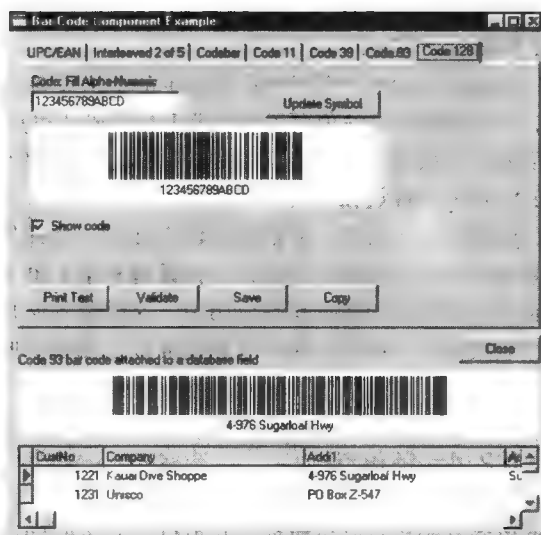 Bar Code Component Example
UPC/EAN Interleaved 2 of 5 Codabar Code 11 Code 39 Code 93 Code 128
Code: Fill Alpha-Numeric
123456789ABCD
Update Symbol
123456789ABCD
Show code
Print Test Validate Save Copy
Close
Code 93 bar code attached to a database field
4-976 Sugarloaf Hwy
CustNo Company Addr1
1221 Kauai Dive Shoppe 4-976 Sugarloaf Hwy Su
1231 Unisco PO Box Z-547